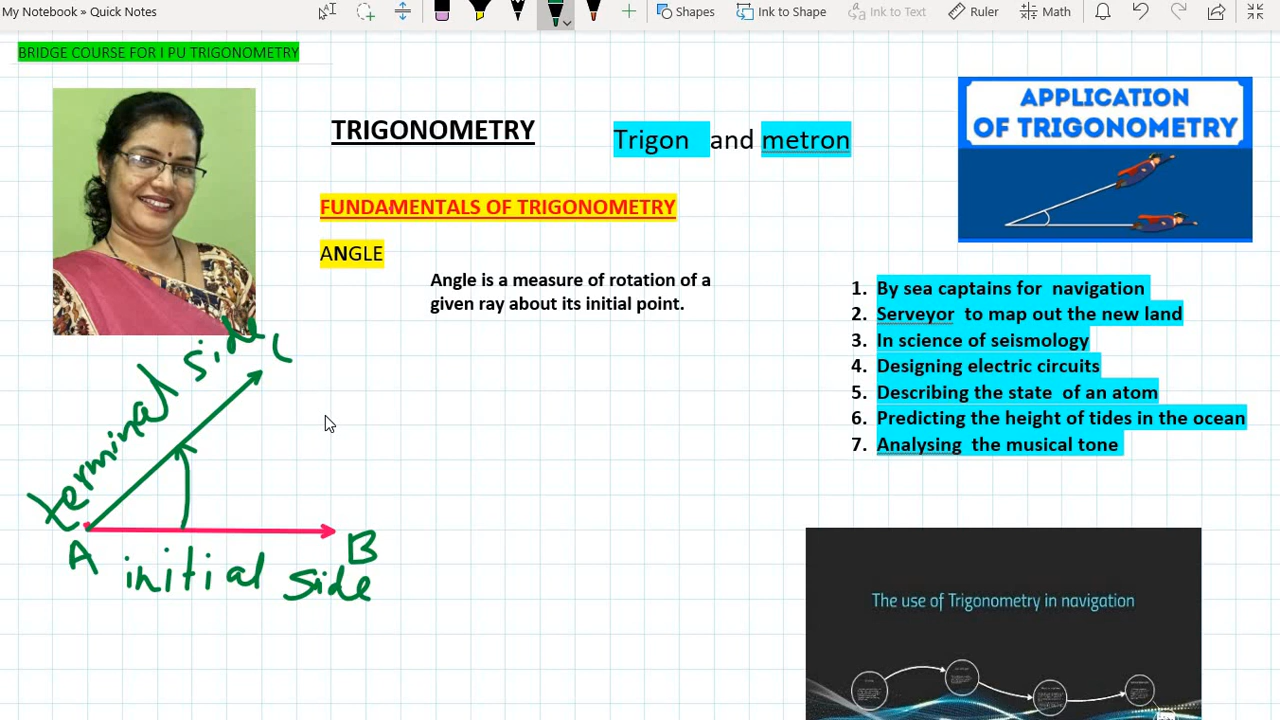 My Notebook » Quick Notes
Shapes
Ink to Shape
Ink to Text
Ruler
Math
BRIDGE COURSE FOR I PU TRIGONOMETRY
TRIGONOMETRY
Trigon and metron
FUNDAMENTALS OF TRIGONOMETRY
ANGLE
Angle is a measure of rotation of a
given ray about its initial point.
APPLICATION
OF TRIGONOMETRY
1. By sea captains for navigation
2. Serveyor to map out the new land
3. In science of seismology
4. Designing electric circuits
5. Describing the state of an atom
6. Predicting the height of tides in the ocean
7. Analysing the musical tone
terminal side
C
A
B
initial side
The use of Trigonometry in navigation